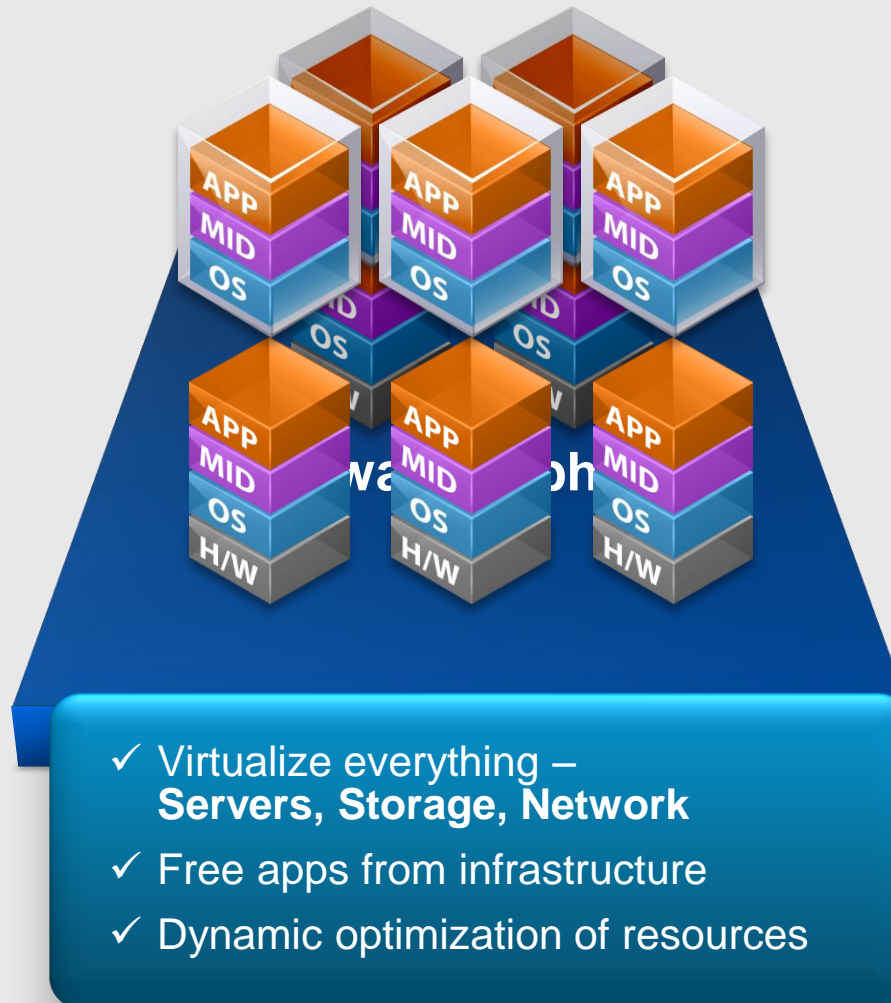 APP
MID
OS
APP
MID
OS
APP
MID
OS
OS
OS
APP
MID
OS
H/W
APP
MID
OS
H/W
APP
MID
OS
H/W
✓ Virtualize everything –
Servers, Storage, Network
✓ Free apps from infrastructure
✓ Dynamic optimization of resources